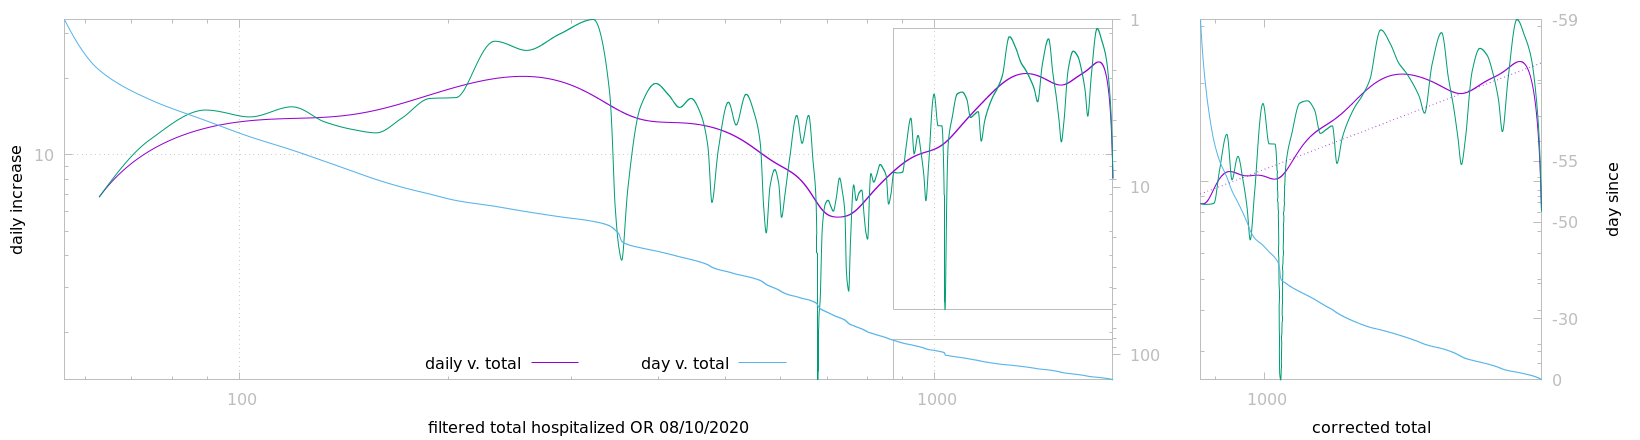 1
-59
daily increase
10
10
-55
-50
day since
-30
daily v. total
day v. total
100
0
100
1000
1000
filtered total hospitalized OR 08/10/2020
corrected total